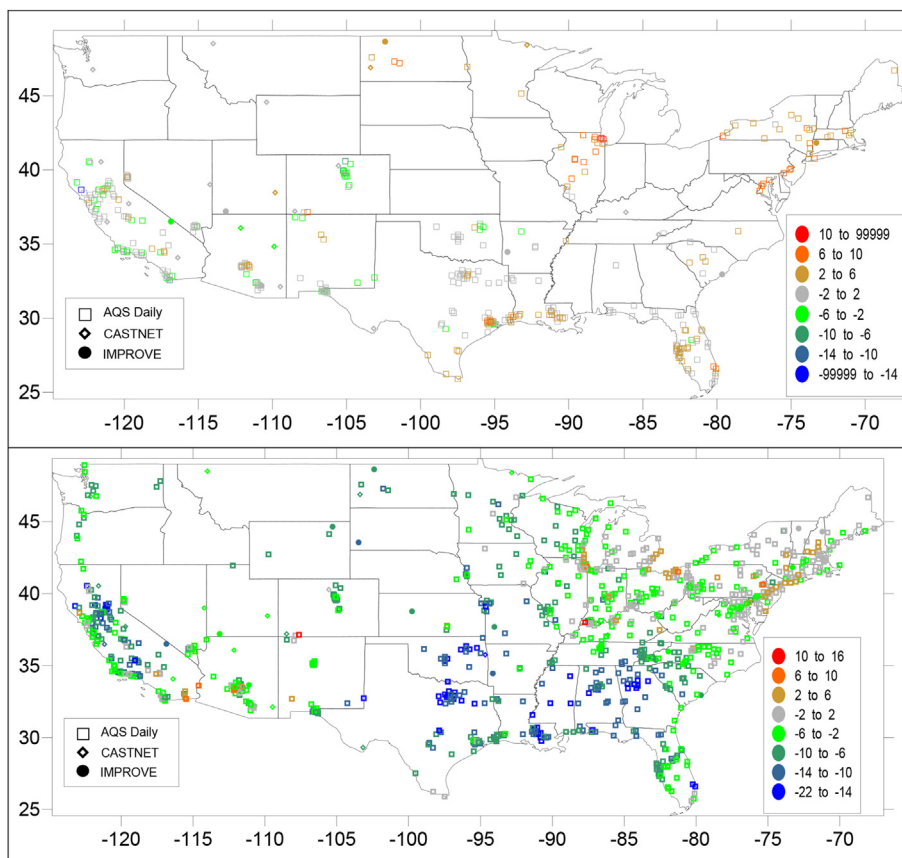 45
40
35
30
25
AQS Daily
CASTNET
IMPROVE
10 to 99999
6 to 10
2 to 6
-2 to 2
-6 to -2
-10 to -6
-14 to -10
-99999 to -14
-120 -115 -110 -105 -100 -95 -90 -85 -80 -75 -70
45
40
35
30
25
AQS Daily
CASTNET
IMPROVE
10 to 16
6 to 10
2 to 6
-2 to 2
-6 to -2
-10 to -6
-14 to -10
-22 to -14
-120 -115 -110 -105 -100 -95 -90 -85 -80 -75 -70